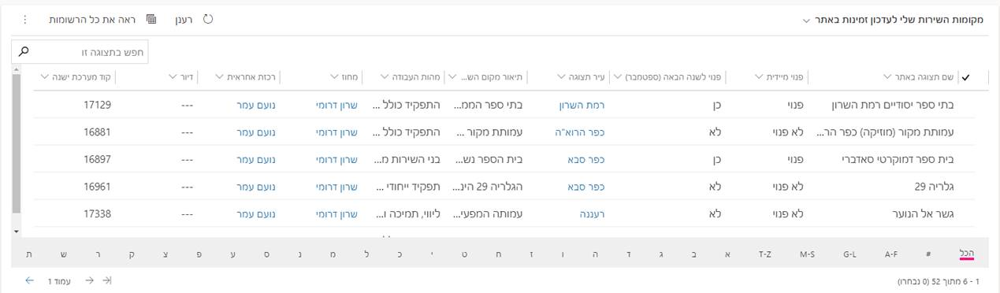 מקומות השירות שלי לעדכון זמינות באתר רענן ראה את כל הרשומות
חפש בתצוגה זו
שם תצוגה באתר פנוי מיידית פנוי לשנה הבאה (ספטמבר) עיר תצוגה תיאור מקום הש... מהות העבודה מחוז רכזת אחראית דיור קוד מערכת ישנה
בתי ספר יסודיים רמת השרון פנוי כן רמת השרון בתי ספר הממ... התפקיד כולל ... שרון דרומי נועם עמר --- 17129
עמותת מקור (מוזיקה) כפר הר... לא פנוי לא כפר הרוא"ה עמותת מקור ... התפקיד כולל ... שרון דרומי נועם עמר --- 16881
בית ספר דמוקרטי סאדברי פנוי כן כפר סבא בית הספר נש... בני השירות מ... שרון דרומי נועם עמר --- 16897
גלריה 29 לא פנוי לא כפר סבא הגלריה 29 הינ... תפקיד ייחודי ... שרון דרומי נועם עמר --- 16961
גשר אל הנוער לא פנוי לא רעננה עמותה המפעי... ליווי, תמיכה ו... שרון דרומי נועם עמר --- 17338
הכל # A-F G-L M-S T-Z א ב ג ד ה ו ז ח ט י כ ל מ נ ס ע פ צ ק ר ש ת
1 - 6 מתוך 52 (0 נבחרו) עמוד 1